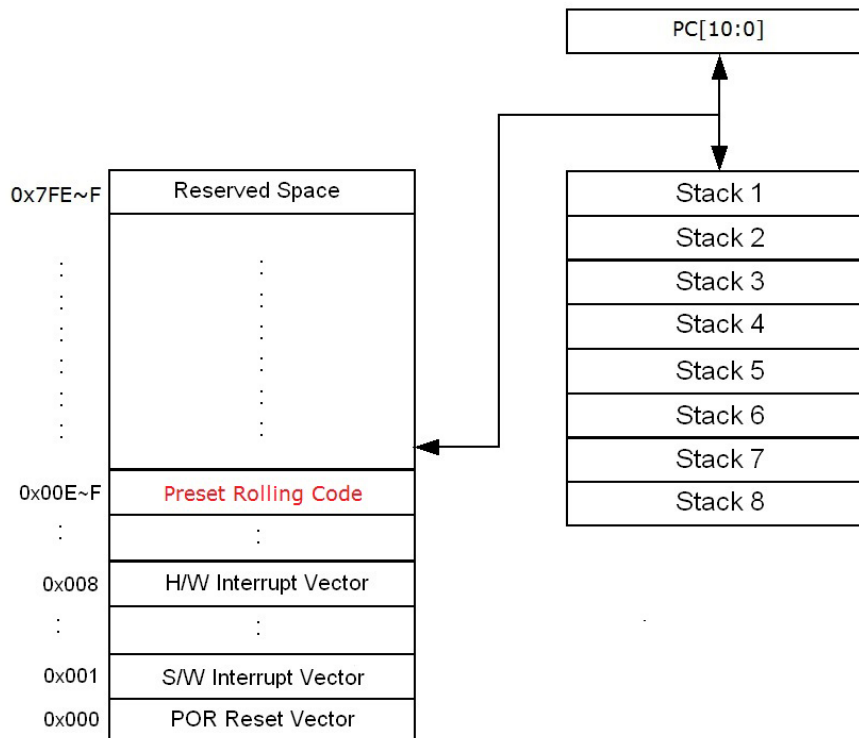 PC[10:0]
0x7FE~F
Reserved Space
Stack 1
Stack 2
Stack 3
Stack 4
Stack 5
Stack 6
Stack 7
Stack 8
0x00E~F
Preset Rolling Code
0x008
H/W Interrupt Vector
0x001
S/W Interrupt Vector
0x000
POR Reset Vector